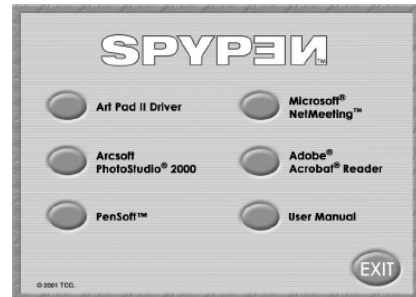 SPYPEN™
Art Pad II Driver
Microsoft®
NetMeeting™
Arcsoft
PhotoStudio® 2000
Adobe®
Acrobat® Reader
PenSoft™
User Manual
EXIT
© 2001 TCG.